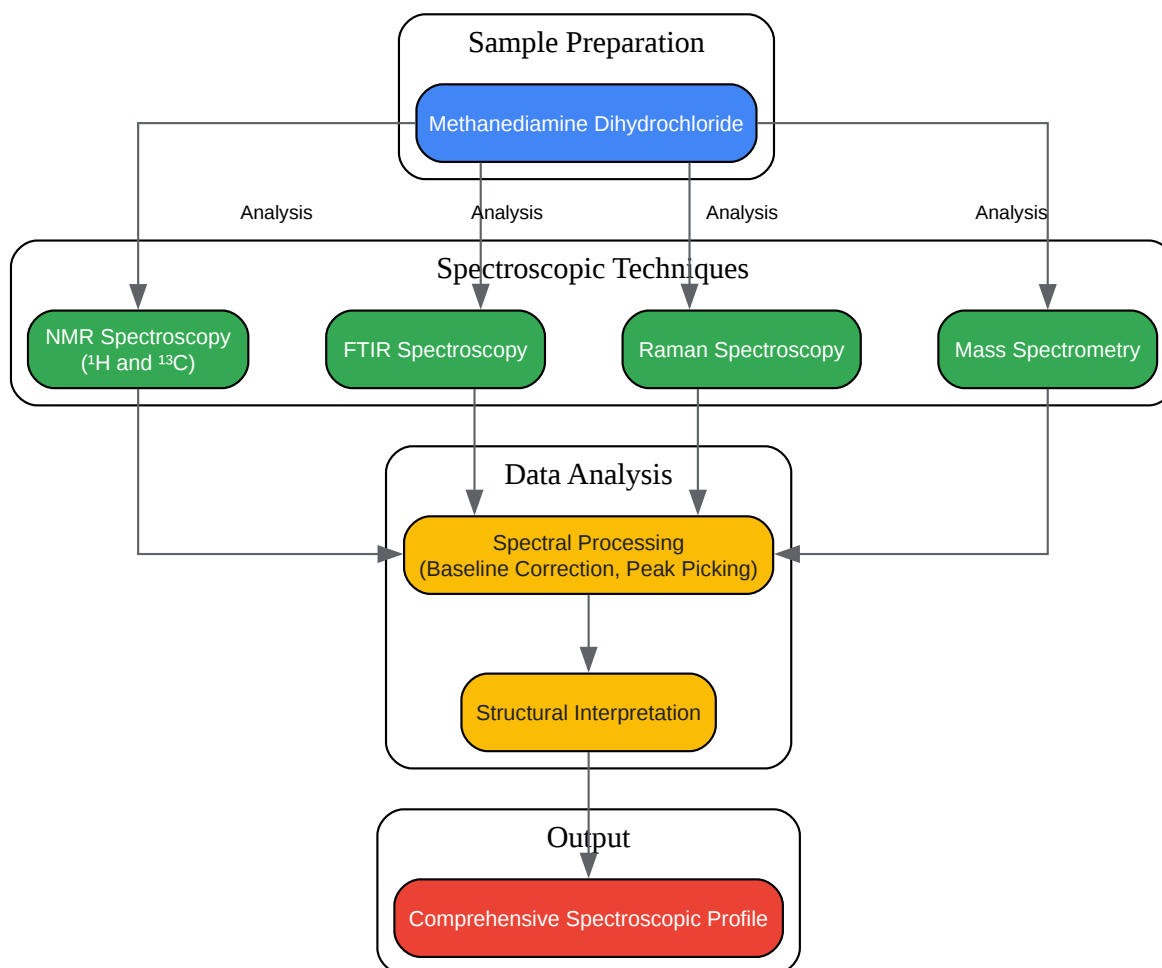 Sample Preparation
Methanediamine Dihydrochloride
Analysis
Analysis
Analysis
Analysis
Spectroscopic Techniques
NMR Spectroscopy
(¹H and ¹³C)
FTIR Spectroscopy
Raman Spectroscopy
Mass Spectrometry
Data Analysis
Spectral Processing
(Baseline Correction, Peak Picking)
Structural Interpretation
Output
Comprehensive Spectroscopic Profile